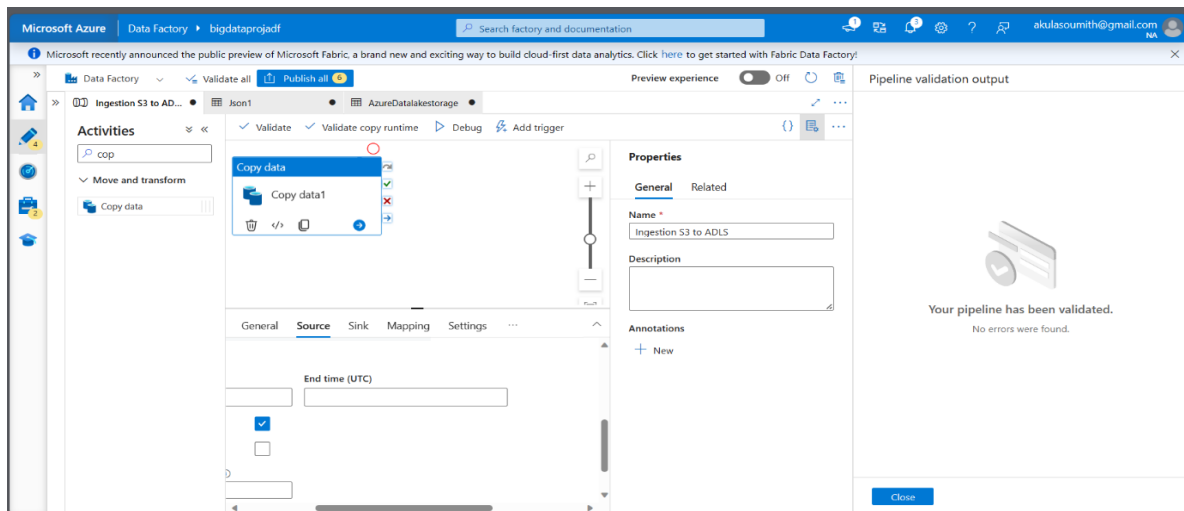 Microsoft Azure Data Factory bigdataprojadf Search factory and documentation 1 3 akulasoumith@gmail.com
NA
Microsoft recently announced the public preview of Microsoft Fabric, a brand new and exciting way to build cloud-first data analytics. Click here to get started with Fabric Data Factory!
Data Factory Validate all Publish all 6 Preview experience Off Pipeline validation output
Ingestion S3 to AD... Json1 AzureDatalakestorage
Activities Validate Validate copy runtime Debug Add trigger
4
cop
Properties
Copy data
Move and transform
General Related
Copy data1
Copy data
2
Name *
Ingestion S3 to ADLS
Description
Your pipeline has been validated.
No errors were found.
General Source Sink Mapping Settings
Annotations
New
End time (UTC)
Close